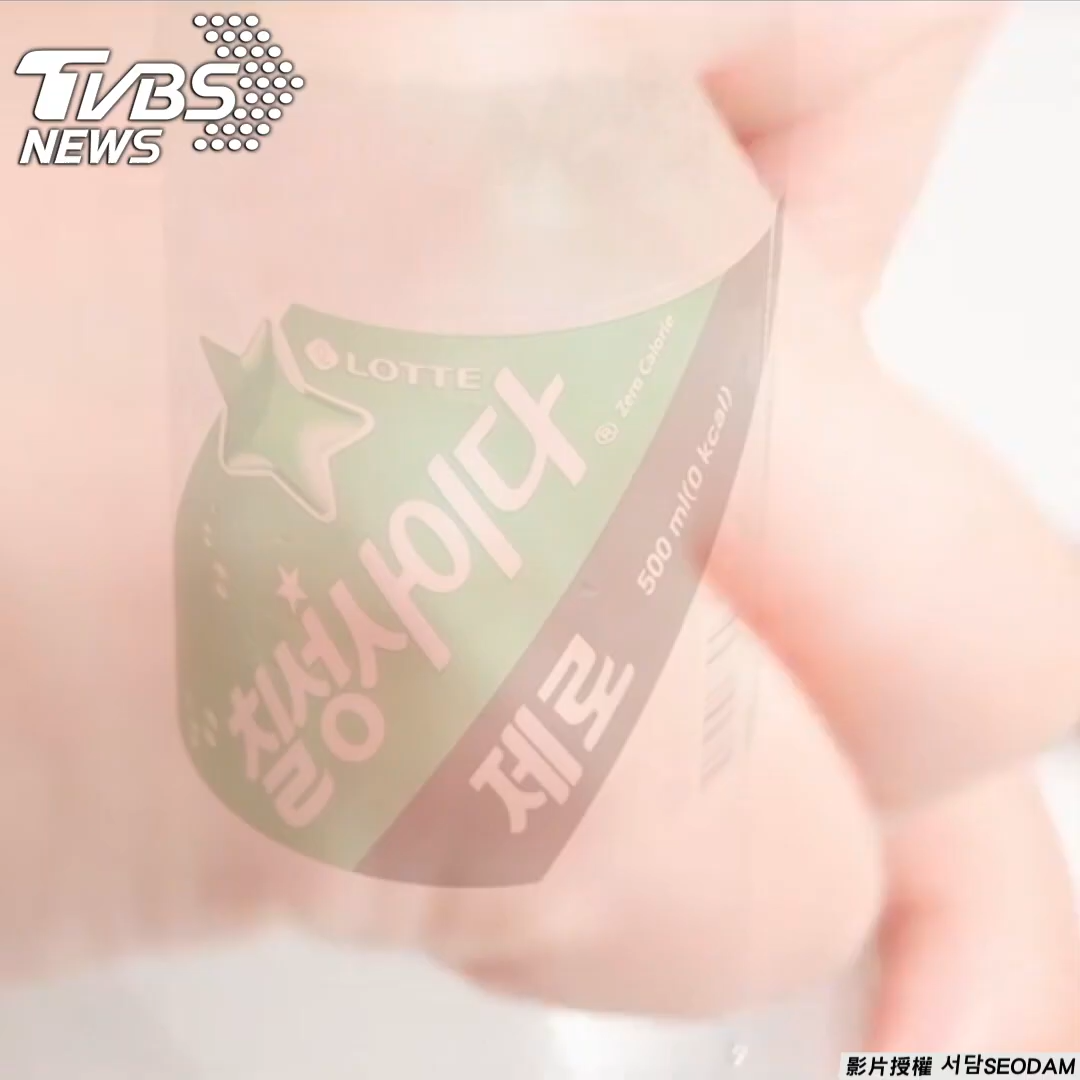 TVBS
NEWS
LOTTE
칠성사이다
® Zero Calorie
500 ml(0 kcal)
제로
影片授權 서담SEODAM